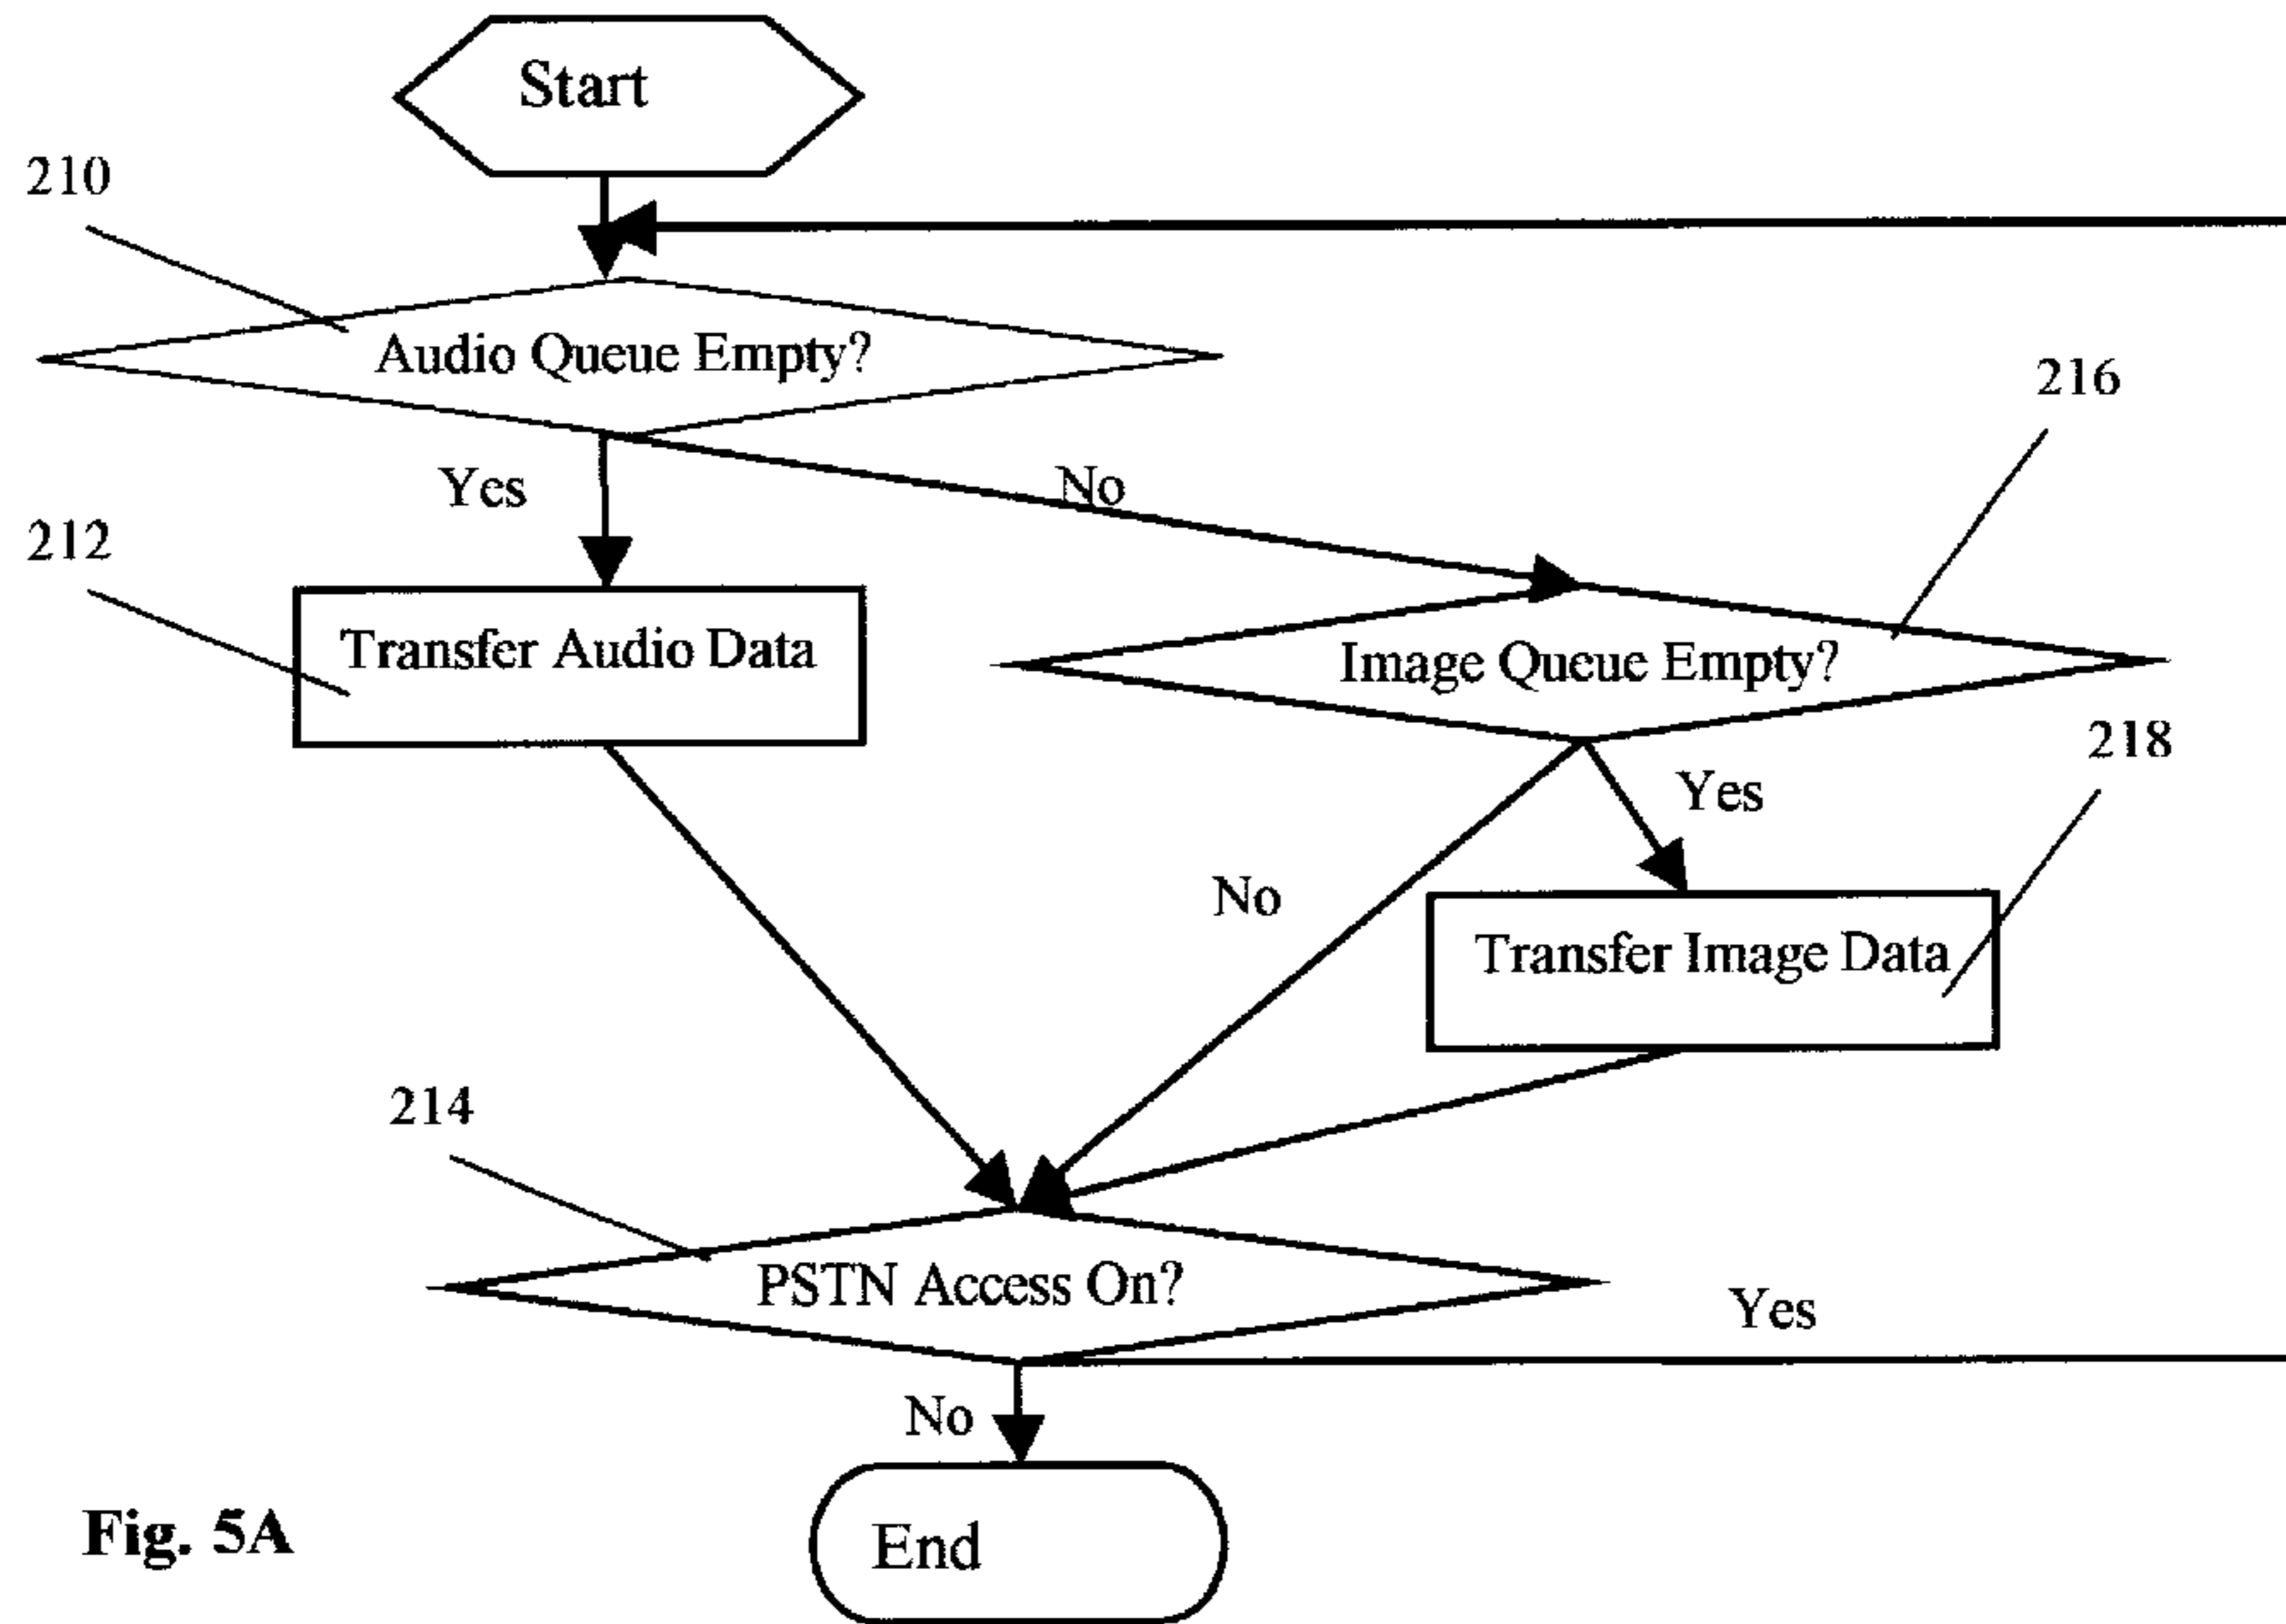 Start
210
Audio Queue Empty?
216
Yes
No
212
Transfer Audio Data
Image Queue Empty?
218
Yes
No
Transfer Image Data
214
PSTN Access On?
Yes
No
Fig. 5A
End